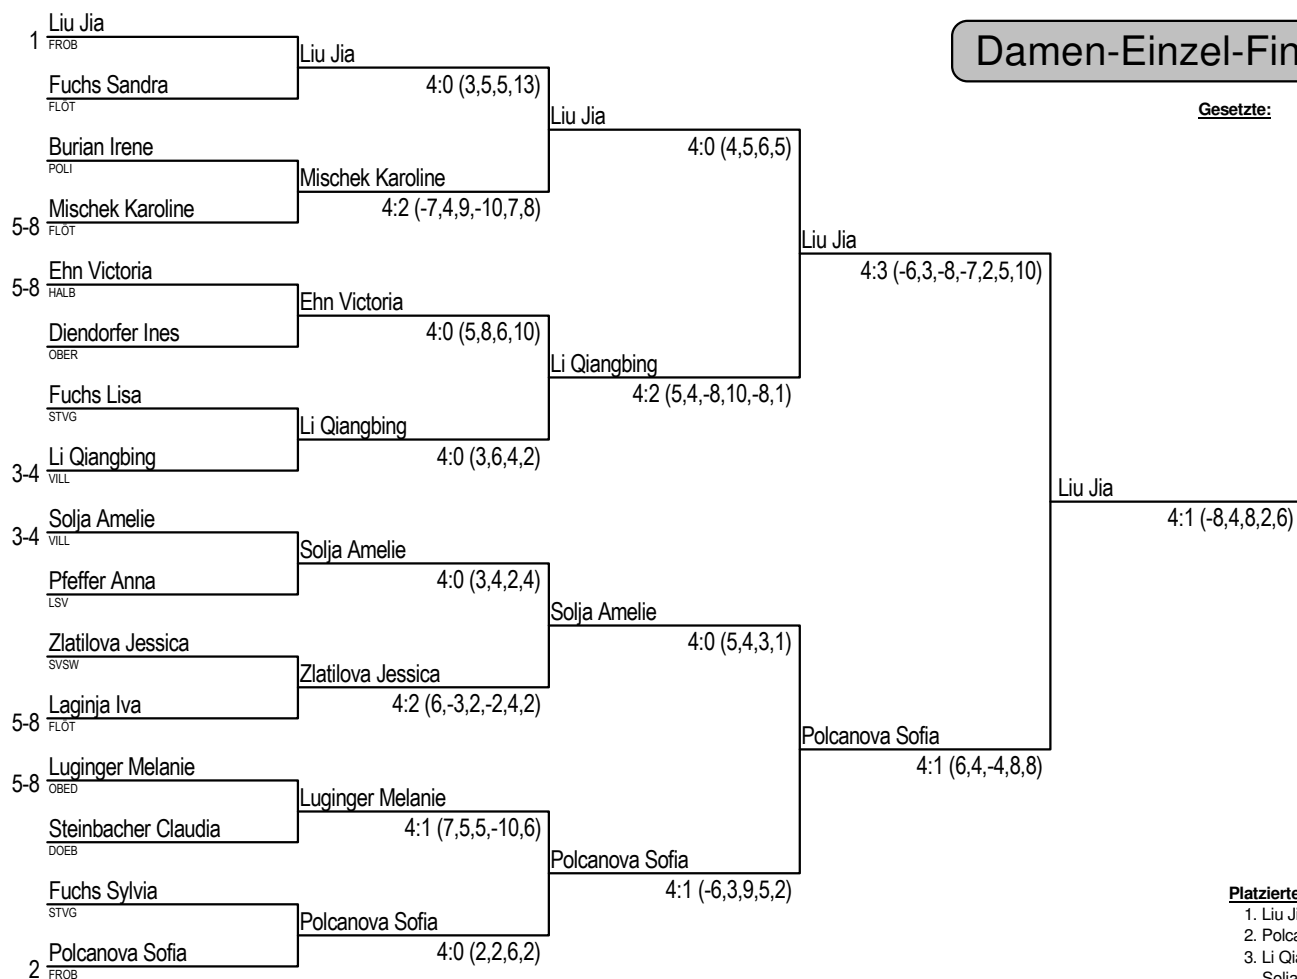 Damen-Einzel-Fin
Gesetzte:
1 Liu Jia
FROB
Fuchs Sandra
FLÖT
Burian Irene
POLI
5-8 Mischek Karoline
FLÖT
5-8 Ehn Victoria
HALB
Diendorfer Ines
OBER
Fuchs Lisa
STVG
3-4 Li Qiangbing
VILL
3-4 Solja Amelie
VILL
Pfeffer Anna
LSV
Zlatilova Jessica
SVSW
5-8 Laginja Iva
FLÖT
5-8 Luginger Melanie
OBED
Steinbacher Claudia
DOEB
Fuchs Sylvia
STVG
2 Polcanova Sofia
FROB
Liu Jia
4:0 (3,5,5,13)
Mischek Karoline
4:2 (-7,4,9,-10,7,8)
Ehn Victoria
4:0 (5,8,6,10)
Li Qiangbing
4:0 (3,6,4,2)
Solja Amelie
4:0 (3,4,2,4)
Zlatilova Jessica
4:2 (6,-3,2,-2,4,2)
Luginger Melanie
4:1 (7,5,5,-10,6)
Polcanova Sofia
4:0 (2,2,6,2)
Liu Jia
4:0 (4,5,6,5)
Li Qiangbing
4:2 (5,4,-8,10,-8,1)
Solja Amelie
4:0 (5,4,3,1)
Polcanova Sofia
4:1 (-6,3,9,5,2)
Liu Jia
4:3 (-6,3,-8,-7,2,5,10)
Polcanova Sofia
4:1 (6,4,-4,8,8)
Liu Jia
4:1 (-8,4,8,2,6)
Platzierte
1. Liu Ji
2. Polca
3. Li Qia
Solja